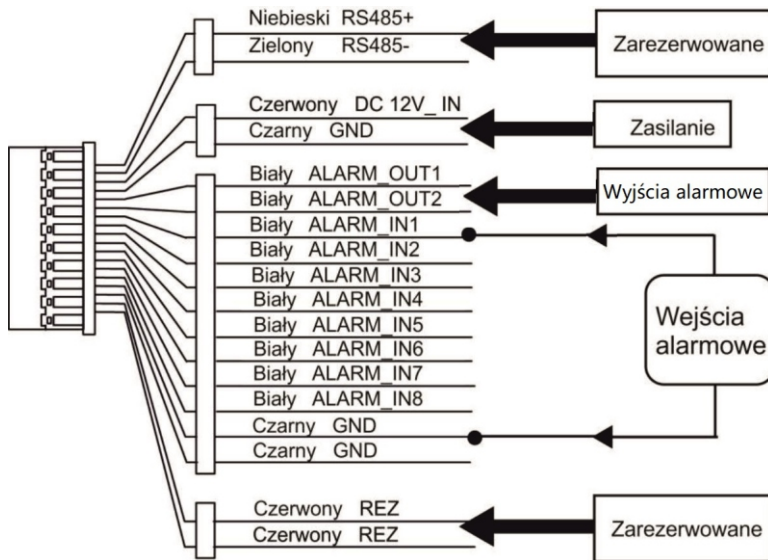 Niebieski RS485+
Zielony RS485-
Zarezerwowane
Czerwony DC 12V_ IN
Czarny GND
Zasilanie
Biały ALARM_OUT1
Biały ALARM_OUT2
Wyjścia alarmowe
Biały ALARM_IN1
Biały ALARM_IN2
Biały ALARM_IN3
Biały ALARM_IN4
Biały ALARM_IN5
Biały ALARM_IN6
Biały ALARM_IN7
Biały ALARM_IN8
Czarny GND
Czarny GND
Wejścia
alarmowe
Czerwony REZ
Czerwony REZ
Zarezerwowane